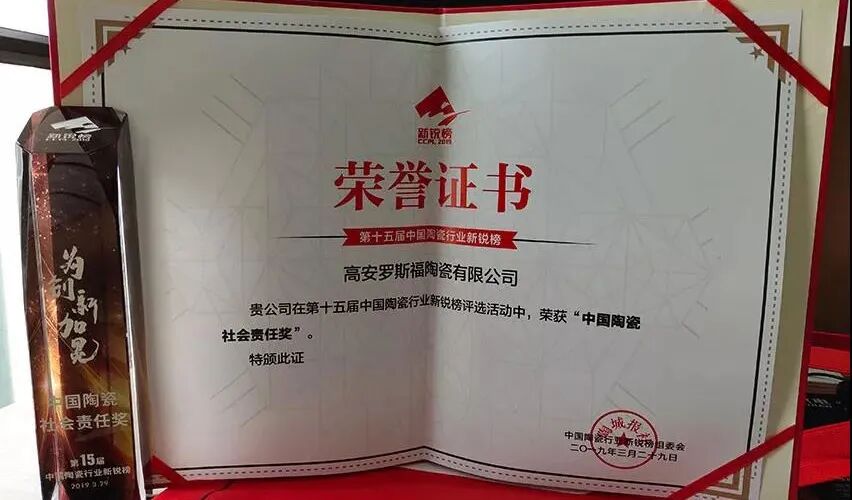 新锐榜
CCPL 2019
荣誉证书
第十五届中国陶瓷行业新锐榜
高安罗斯福陶瓷有限公司
贵公司在第十五届中国陶瓷行业新锐榜评选活动中，荣获“中国陶瓷
社会责任奖”。
特颁此证
陶城报
中国陶瓷行业新锐榜组委会
二〇一九年三月二十九日
新锐榜
为创新加冕
中国陶瓷
社会责任奖
第15届
中国陶瓷行业新锐榜
2019.3.29